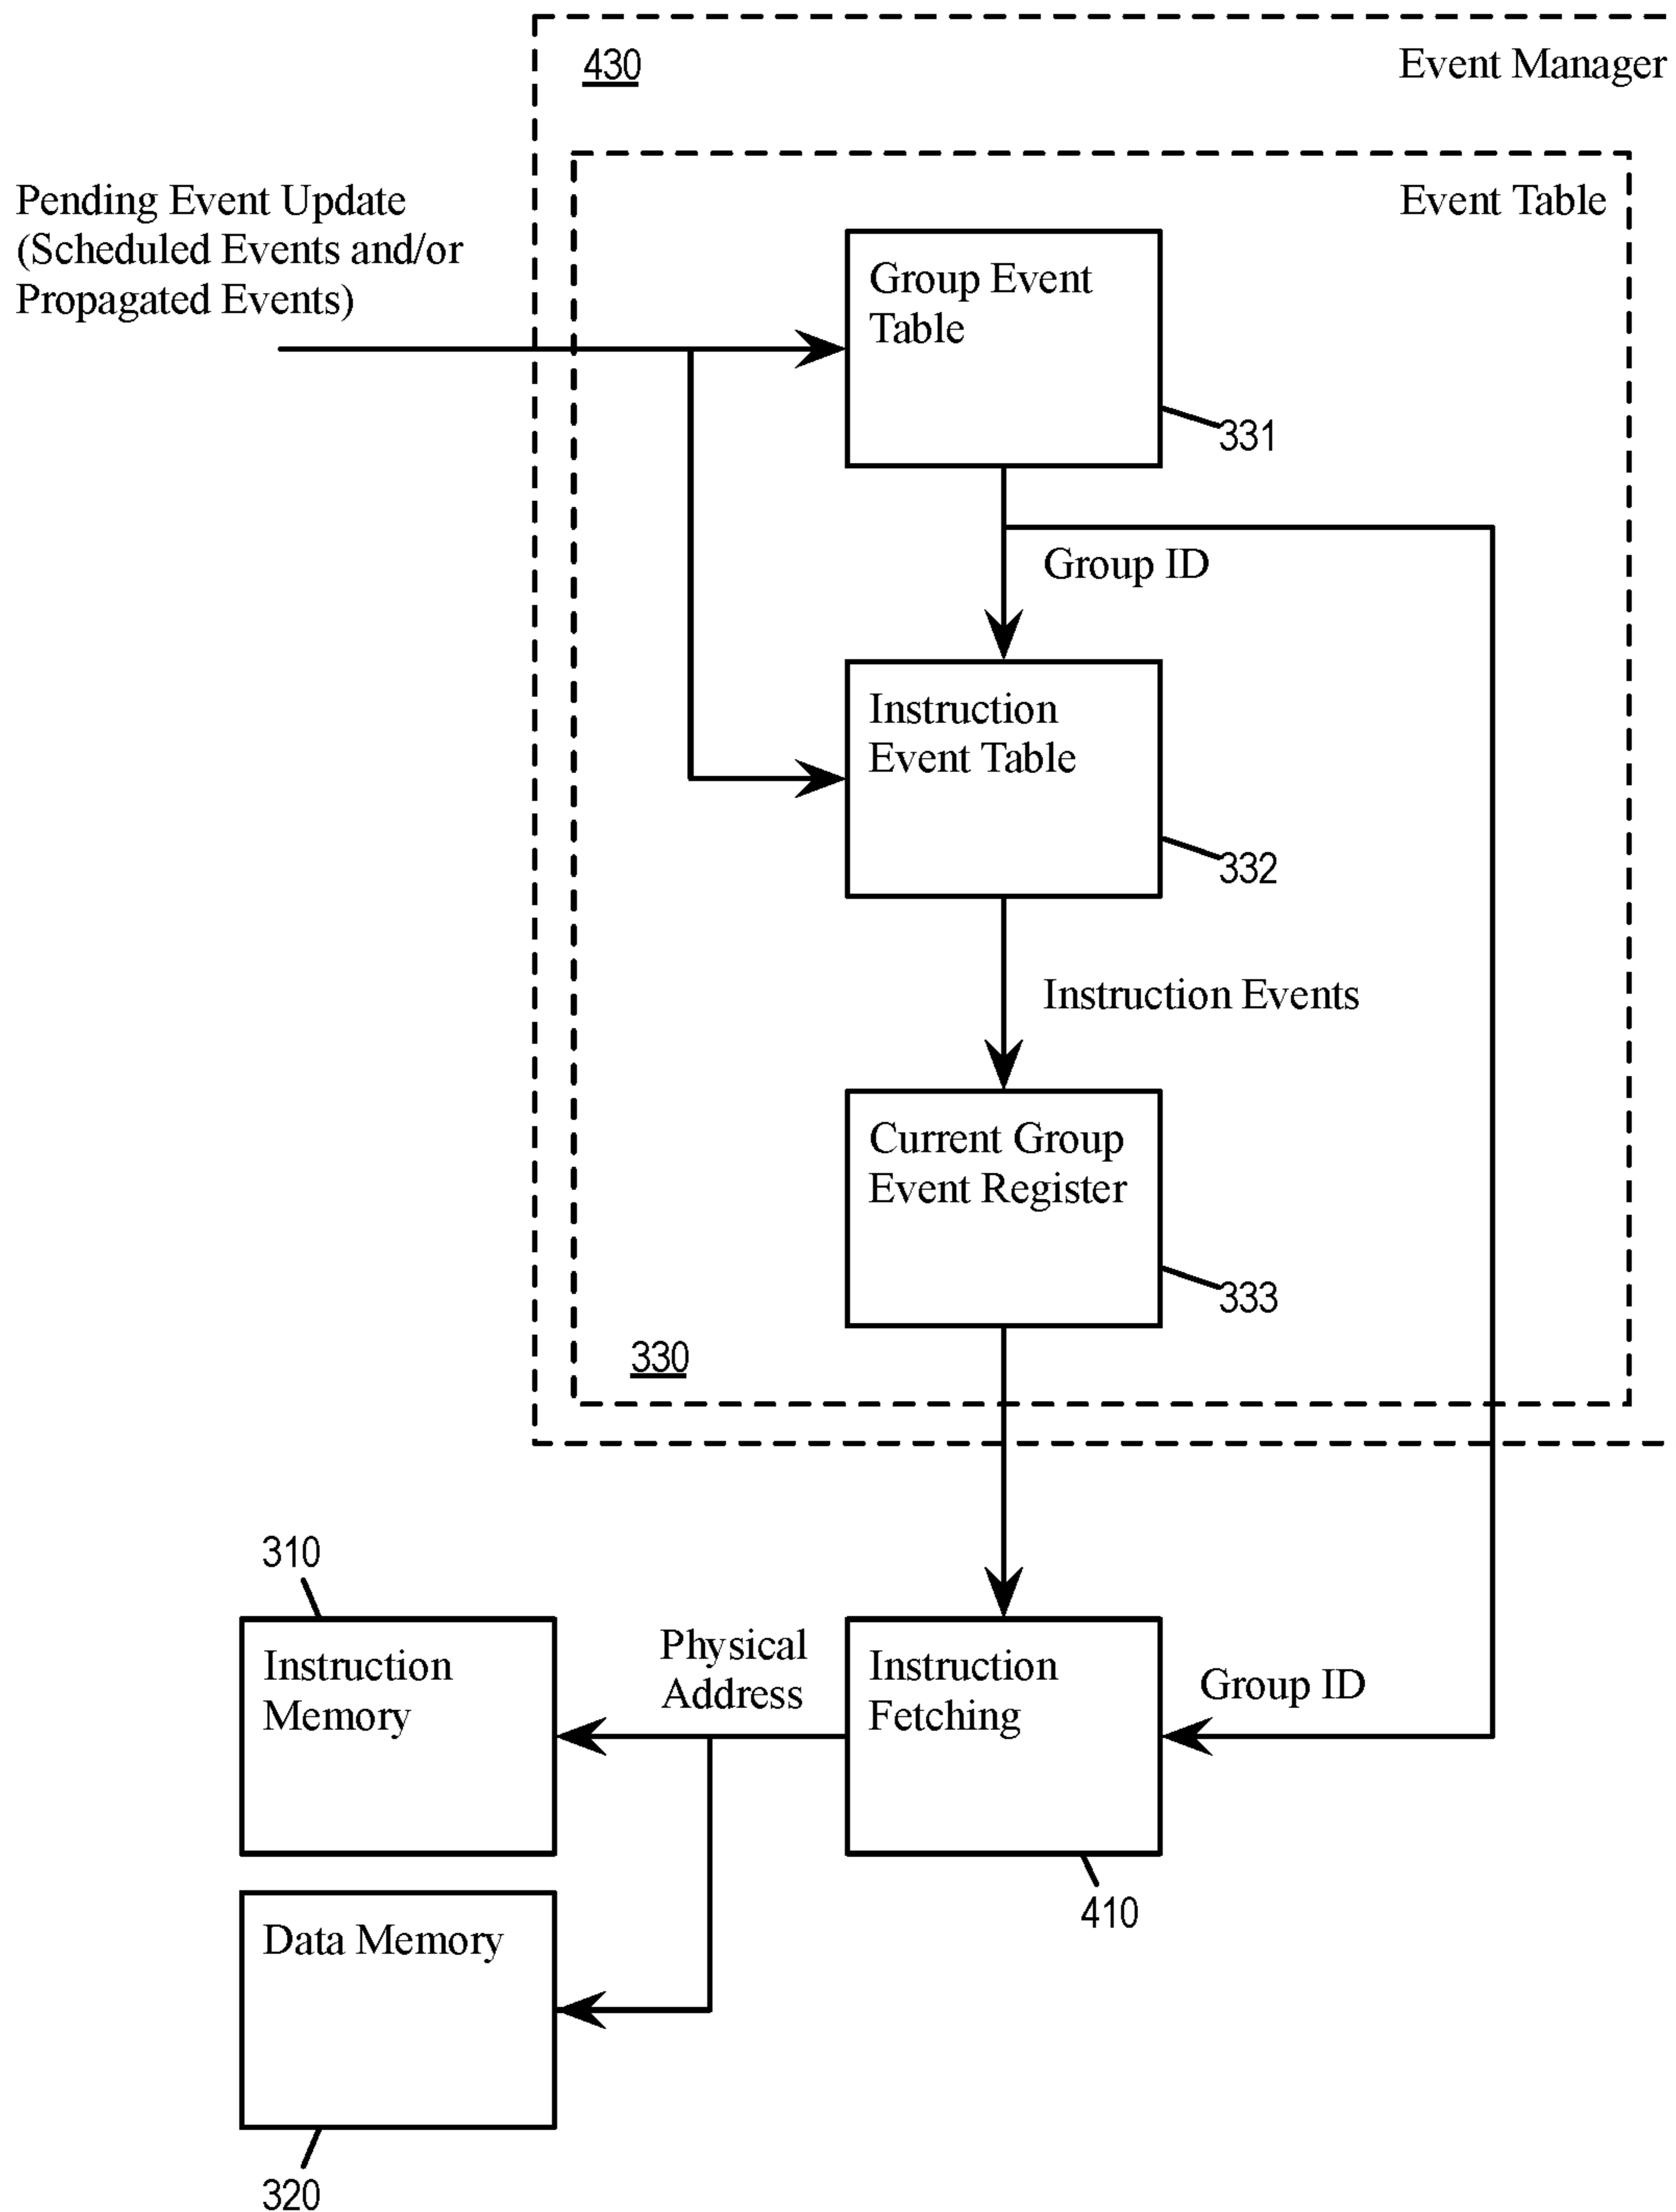 430
Event Manager
Event Table
Pending Event Update
(Scheduled Events and/or
Propagated Events)
Group Event
Table
331
Group ID
Instruction
Event Table
332
Instruction Events
Current Group
Event Register
333
330
310
Instruction
Memory
Physical
Address
Instruction
Fetching
Group ID
410
Data Memory
320